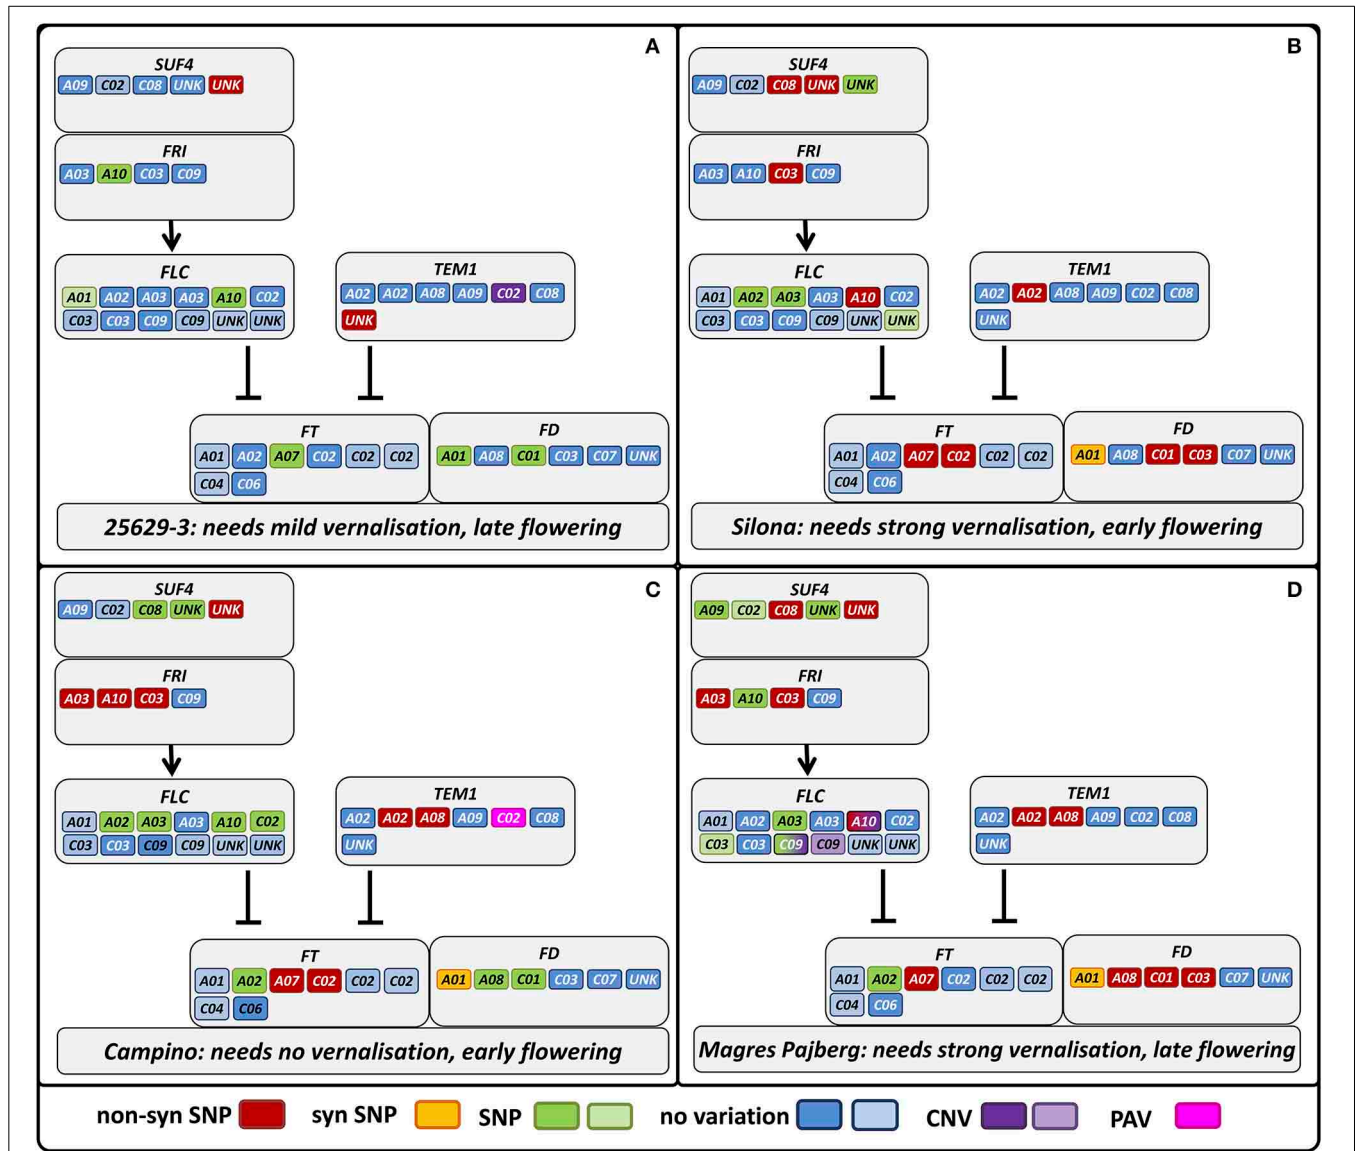 A
SUF4
A09 C02 C08 UNK UNK
FRI
A03 A10 C03 C09
FLC
A01 A02 A03 A03 A10 C02
C03 C03 C09 C09 UNK UNK
TEM1
A02 A02 A08 A09 C02 C08
UNK
FT
A01 A02 A07 C02 C02 C02
C04 C06
FD
A01 A08 C01 C03 C07 UNK
25629-3: needs mild vernalisation, late flowering
B
SUF4
A09 C02 C08 UNK UNK
FRI
A03 A10 C03 C09
FLC
A01 A02 A03 A03 A10 C02
C03 C03 C09 C09 UNK UNK
TEM1
A02 A02 A08 A09 C02 C08
UNK
FT
A01 A02 A07 C02 C02 C02
C04 C06
FD
A01 A08 C01 C03 C07 UNK
Silona: needs strong vernalisation, early flowering
C
SUF4
A09 C02 C08 UNK UNK
FRI
A03 A10 C03 C09
FLC
A01 A02 A03 A03 A10 C02
C03 C03 C09 C09 UNK UNK
TEM1
A02 A02 A08 A09 C02 C08
UNK
FT
A01 A02 A07 C02 C02 C02
C04 C06
FD
A01 A08 C01 C03 C07 UNK
Campino: needs no vernalisation, early flowering
D
SUF4
A09 C02 C08 UNK UNK
FRI
A03 A10 C03 C09
FLC
A01 A02 A03 A03 A10 C02
C03 C03 C09 C09 UNK UNK
TEM1
A02 A02 A08 A09 C02 C08
UNK
FT
A01 A02 A07 C02 C02 C02
C04 C06
FD
A01 A08 C01 C03 C07 UNK
Magres Pajberg: needs strong vernalisation, late flowering
non-syn SNP syn SNP SNP no variation CNV PAV